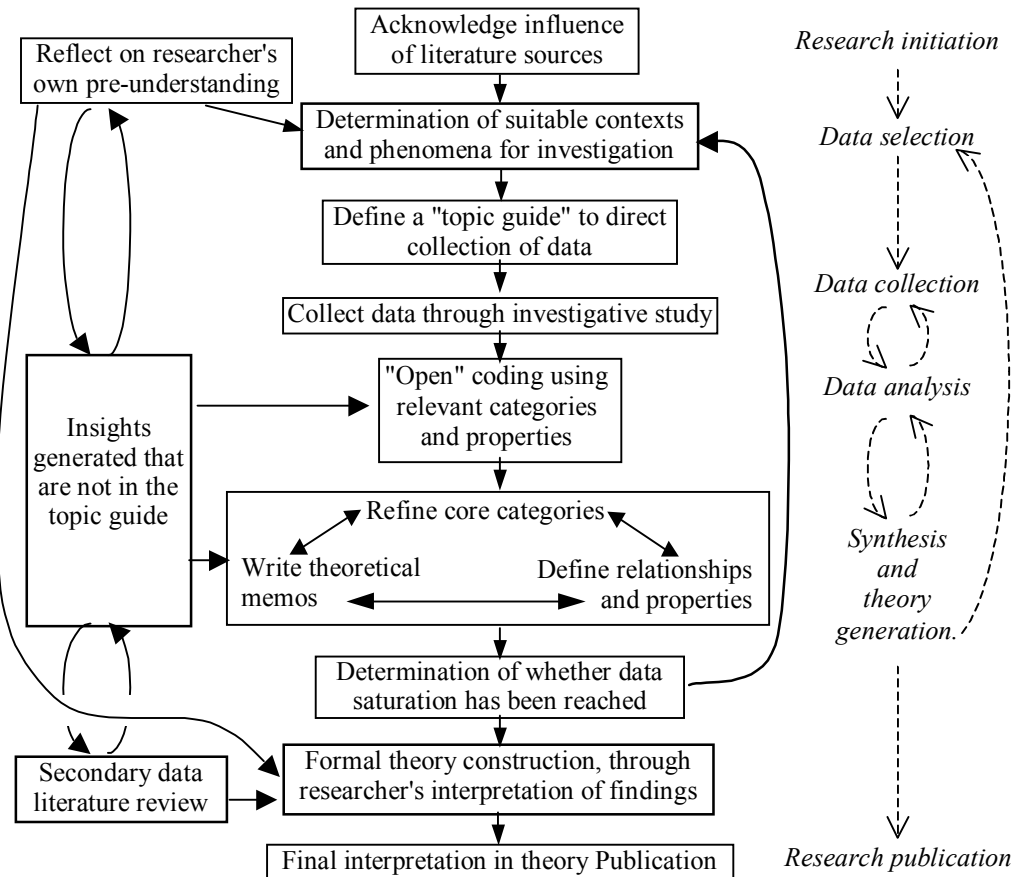 Acknowledge influence
of literature sources
Reflect on researcher's
own pre-understanding
Determination of suitable contexts
and phenomena for investigation
Define a "topic guide" to direct
collection of data
Collect data through investigative study
"Open" coding using
relevant categories
and properties
Insights
generated that
are not in the
topic guide
Refine core categories
Write theoretical
memos
Define relationships
and properties
Determination of whether data
saturation has been reached
Secondary data
literature review
Formal theory construction, through
researcher's interpretation of findings
Final interpretation in theory Publication
Research initiation
Data selection
Data collection
Data analysis
Synthesis
and
theory
generation.
Research publication